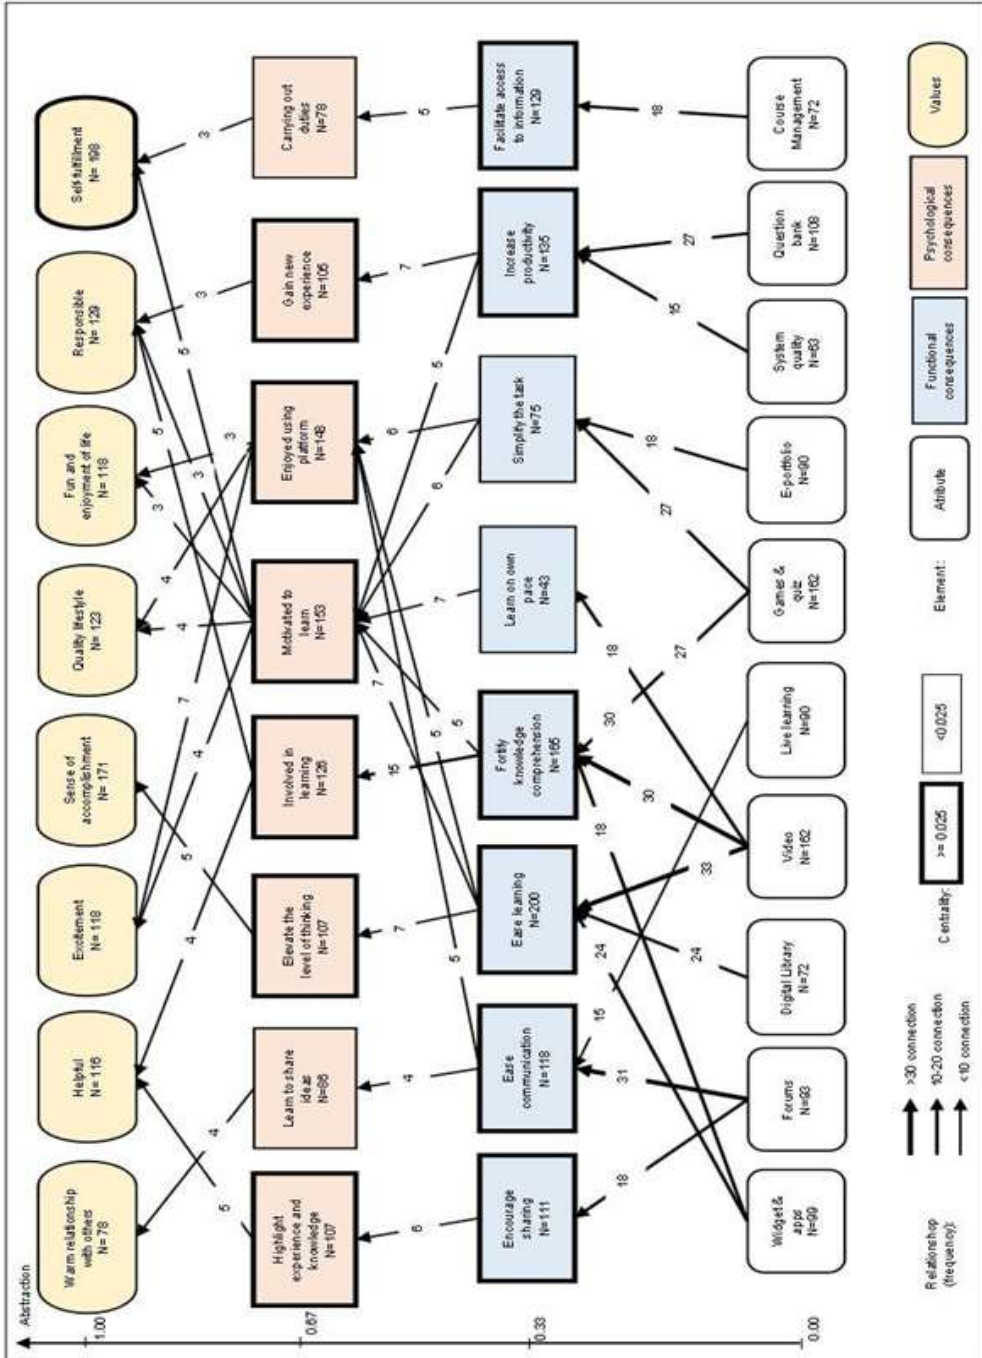 Abstraction
1.00
0.67
0.33
0.00
Warm relationship
with others
N= 78
Helpful
N= 116
Excitement
N= 118
Sense of
accomplishment
N= 171
Quality lifestyle
N= 123
Fun and
enjoyment of life
N= 118
Responsible
N= 129
Self-fulfillment
N= 198
5
4
4
5
7
4
4
4
3
3
3
5
5
3
3
Highlight
experience and
knowledge
N=107
Learn to share
ideas
N=86
Elevate the
level of thinking
N=107
Involved in
learning
N=126
Motivated to
learn
N=153
Enjoyed using
platform
N=148
Gain new
experience
N=105
Carrying out
duties
N=78
6
4
5
7
15
5
5
7
7
6
6
5
7
5
Encourage
sharing
N=111
Ease
communication
N=118
Ease learning
N=200
Fortify
knowledge
comprehension
N=165
Learn on own
pace
N=43
Simplify the task
N=75
Increase
productivity
N=135
Facilitate access
to information
N=129
18
31
15
24
24
33
18
30
30
27
18
27
18
15
27
18
Widget &
apps
N=99
Forums
N=93
Digital Library
N=72
Video
N=162
Live learning
N=90
Games &
quiz
N=162
E-portfolio
N=90
System
quality
N=63
Question
bank
N=108
Course
Management
N=72
Relationshop
(frequency):
>30 connection
10-20 connection
<10 connection
Centrality:
>= 0.025
<0.025
Element:
Atribute
Functional
consequences
Psychological
consequences
Values